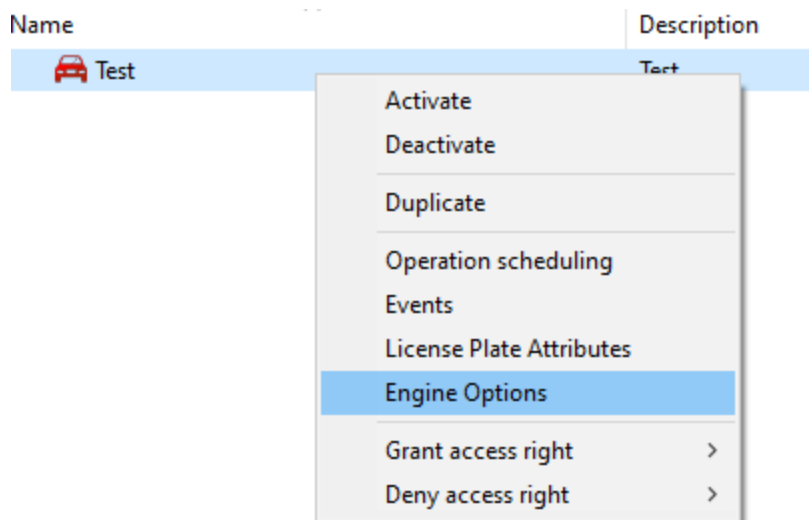 Name Description
Test Test
Activate
Deactivate
Duplicate
Operation scheduling
Events
License Plate Attributes
Engine Options
Grant access right
Deny access right